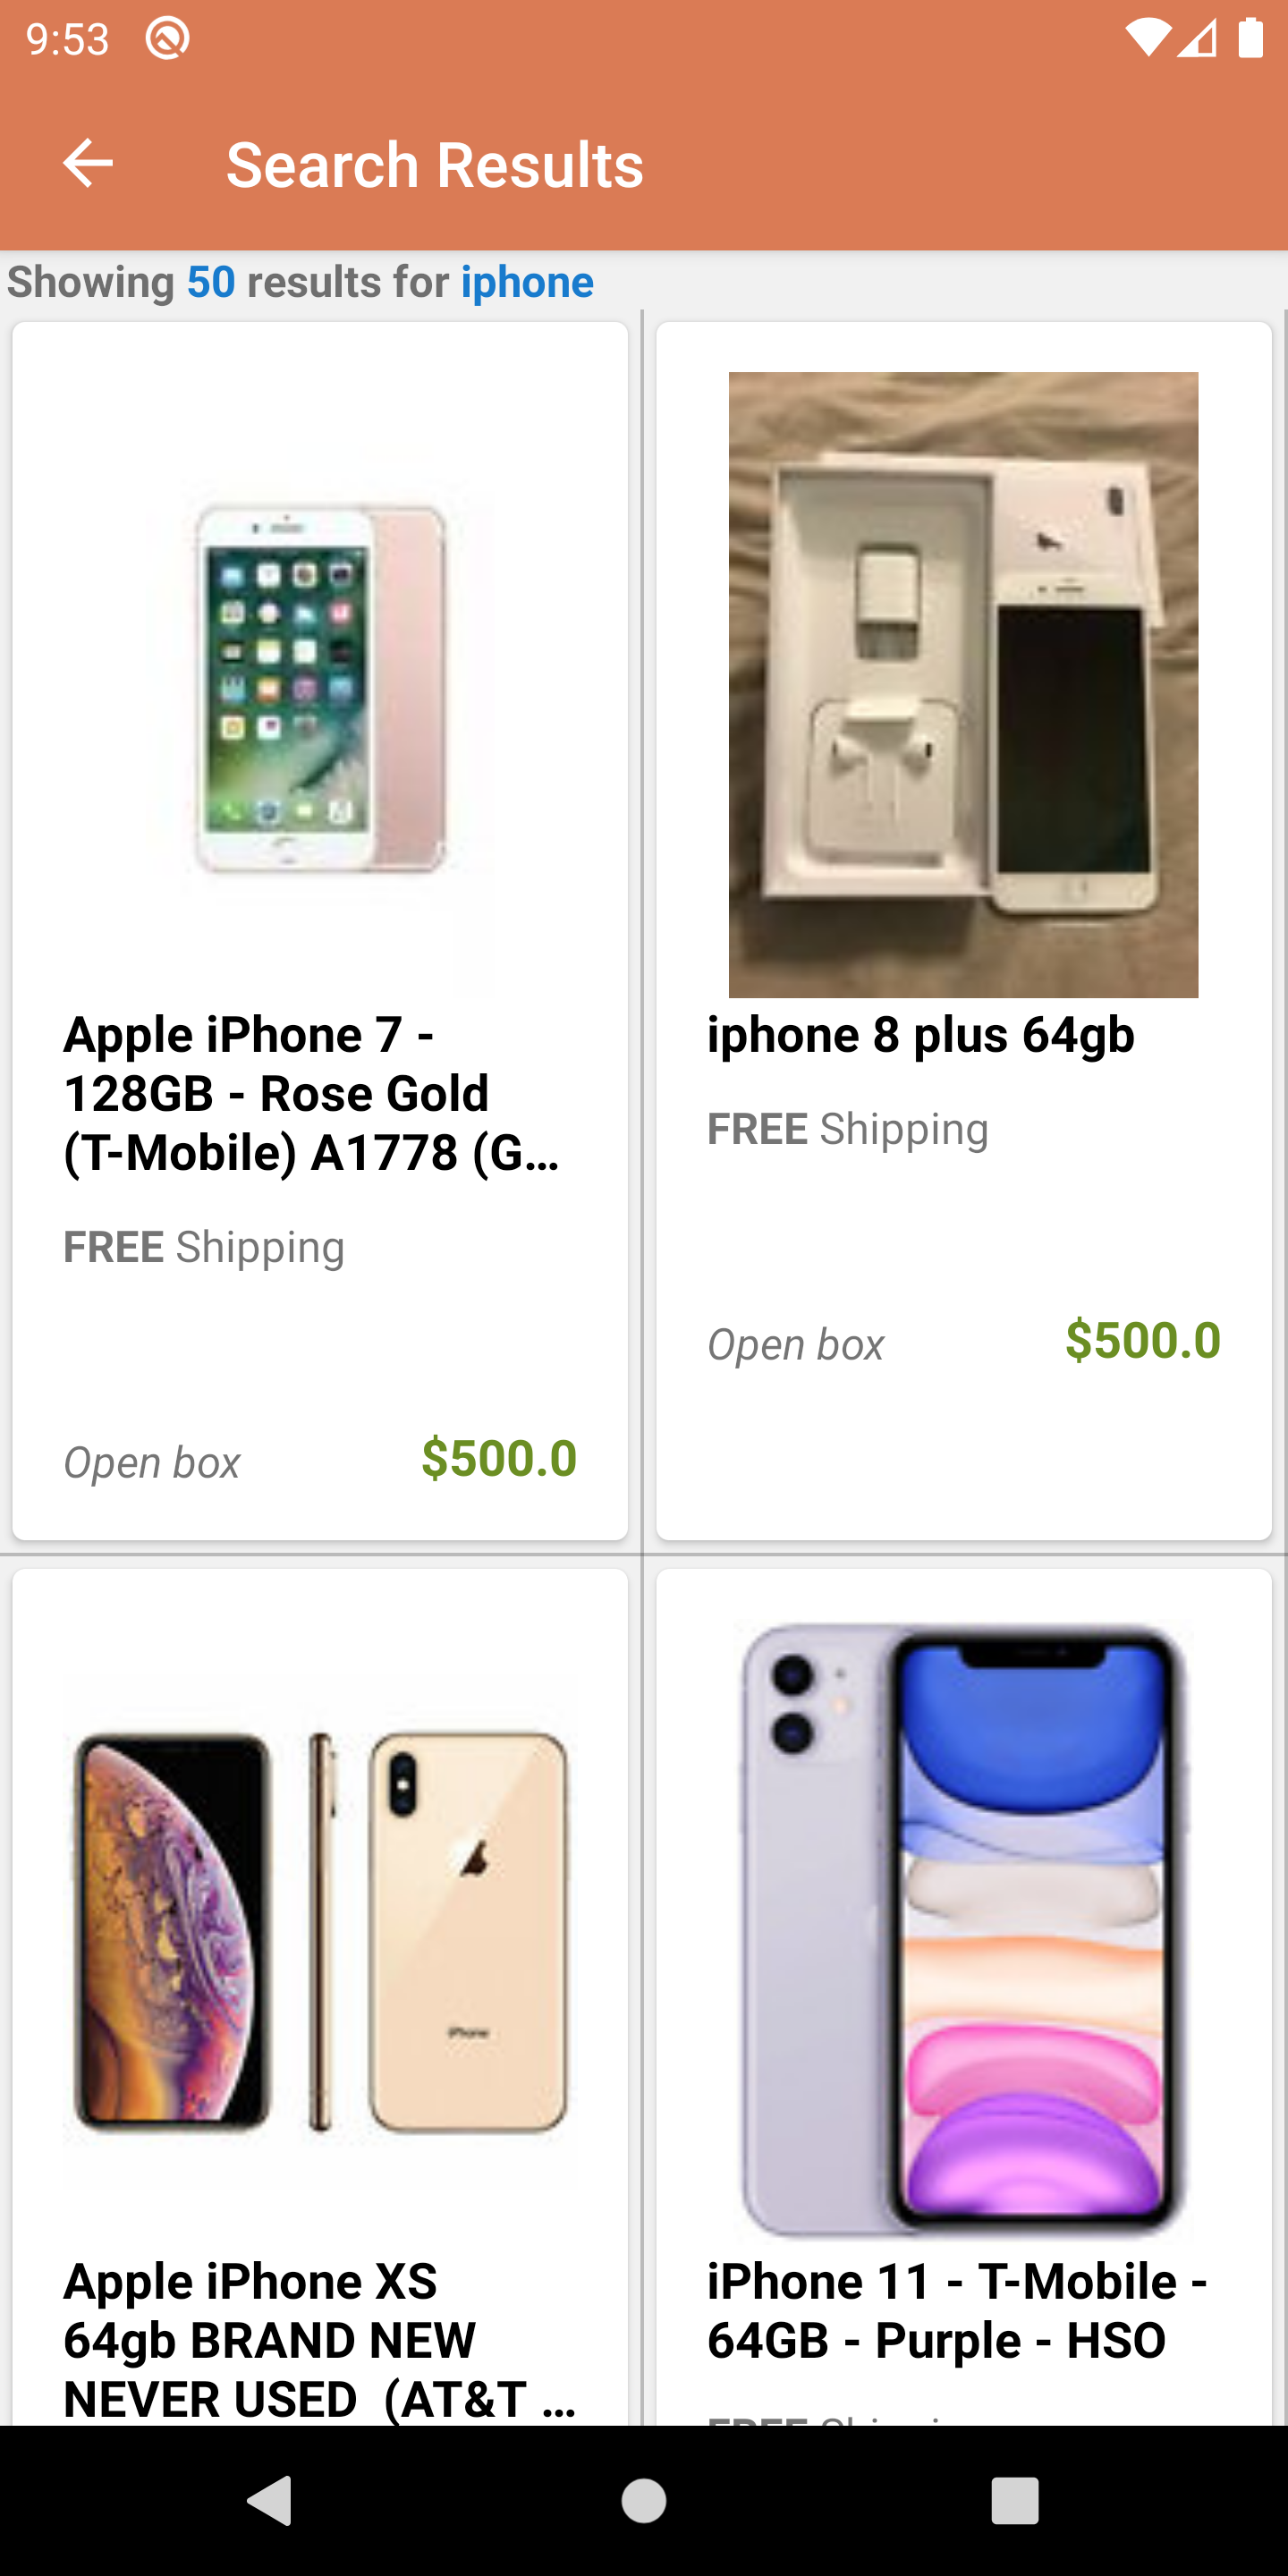 9:53
Search Results
Showing 50 results for iphone
Apple iPhone 7 -
128GB - Rose Gold
(T-Mobile) A1778 (G...
FREE Shipping
Open box
$500.0
iphone 8 plus 64gb
FREE Shipping
Open box
$500.0
iPhone
Apple iPhone XS
64gb BRAND NEW
NEVER USED (AT&T ...
iPhone 11 - T-Mobile -
64GB - Purple - HSO